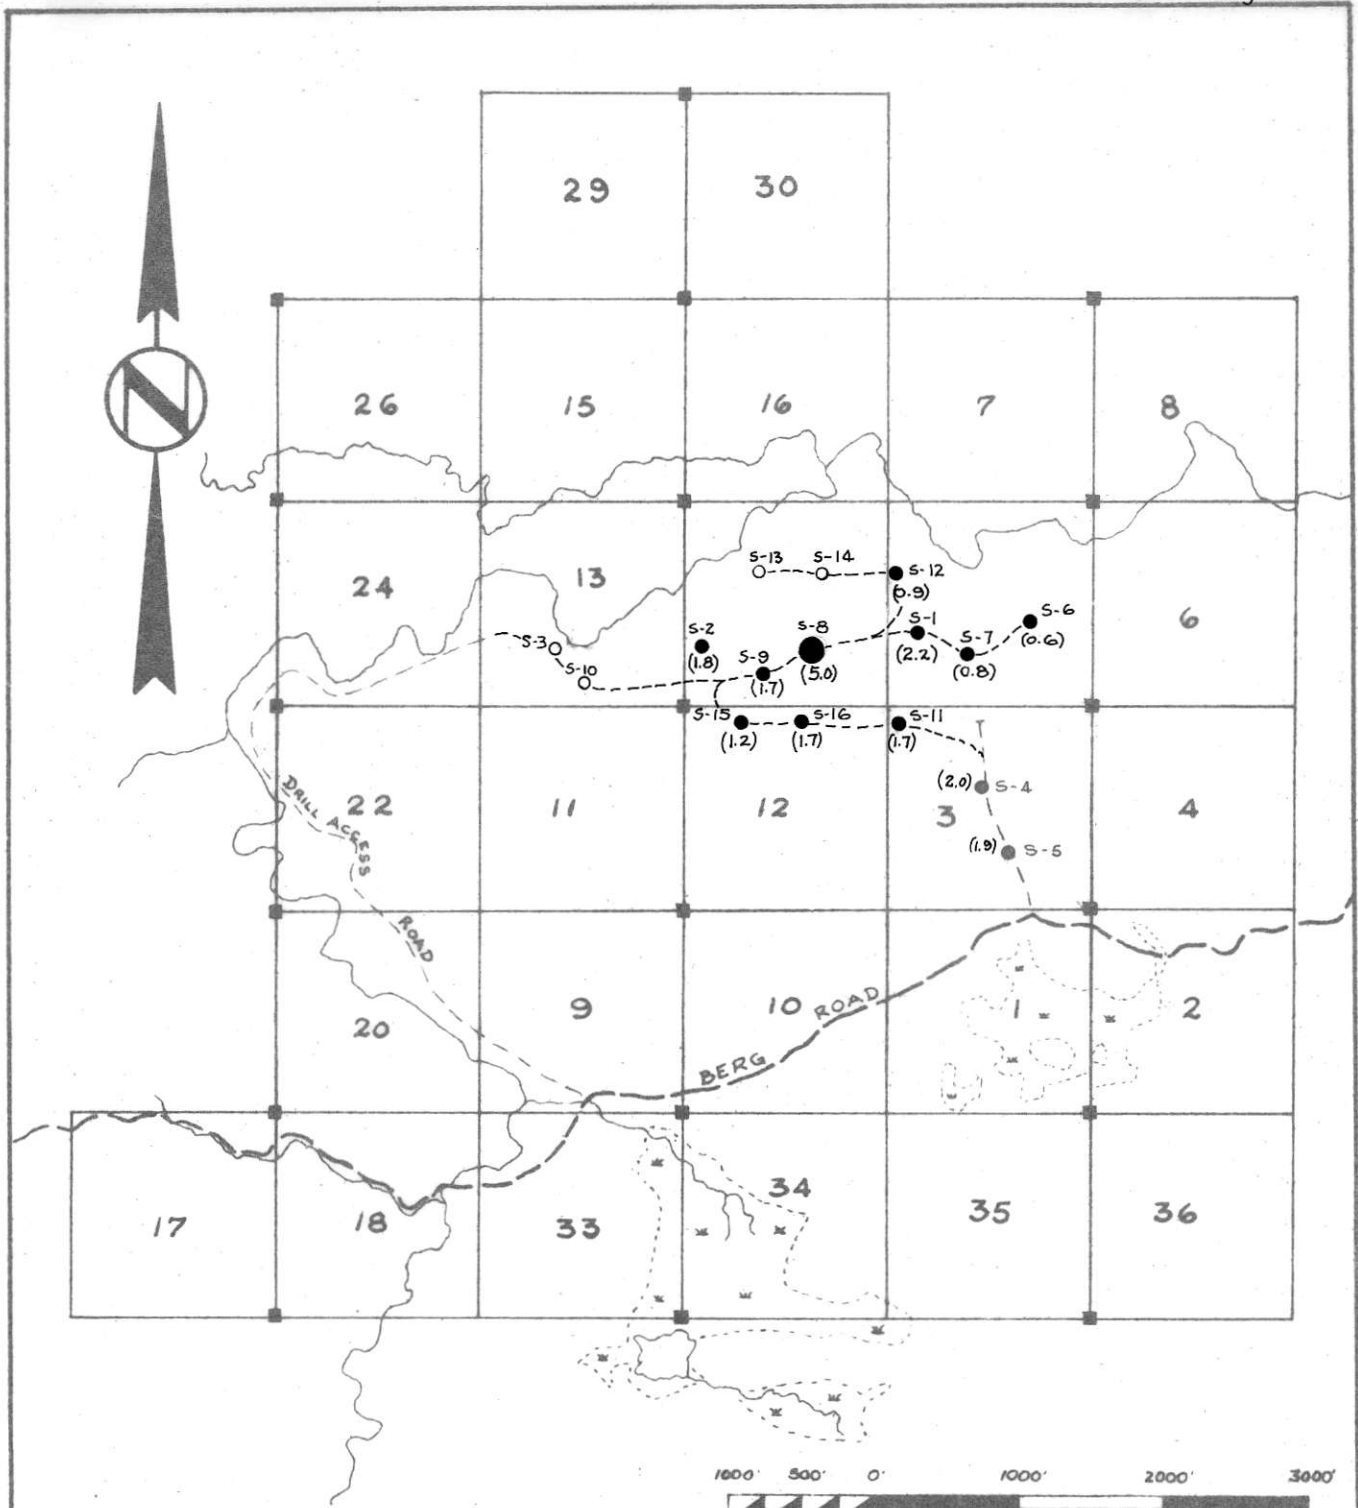 29 30
N
26 15 16 7 8
S-13 S-14 S-12
(0.9)
24 13 6
S-3 S-10 S-2
(1.8)
S-9
(1.7)
S-8
(5.0)
S-1
(2.2)
S-7
(0.8)
S-6
(0.6)
S-15
(1.2)
S-16
(1.7)
S-11
(1.7)
(2.0) S-4
(1.9) S-5
22 11 12 3 4
DRILL ACCESS ROAD
20 9 10 1 2
BERG ROAD
17 18 33 34 35 36
1000' 500' 0' 1000' 2000' 3000'